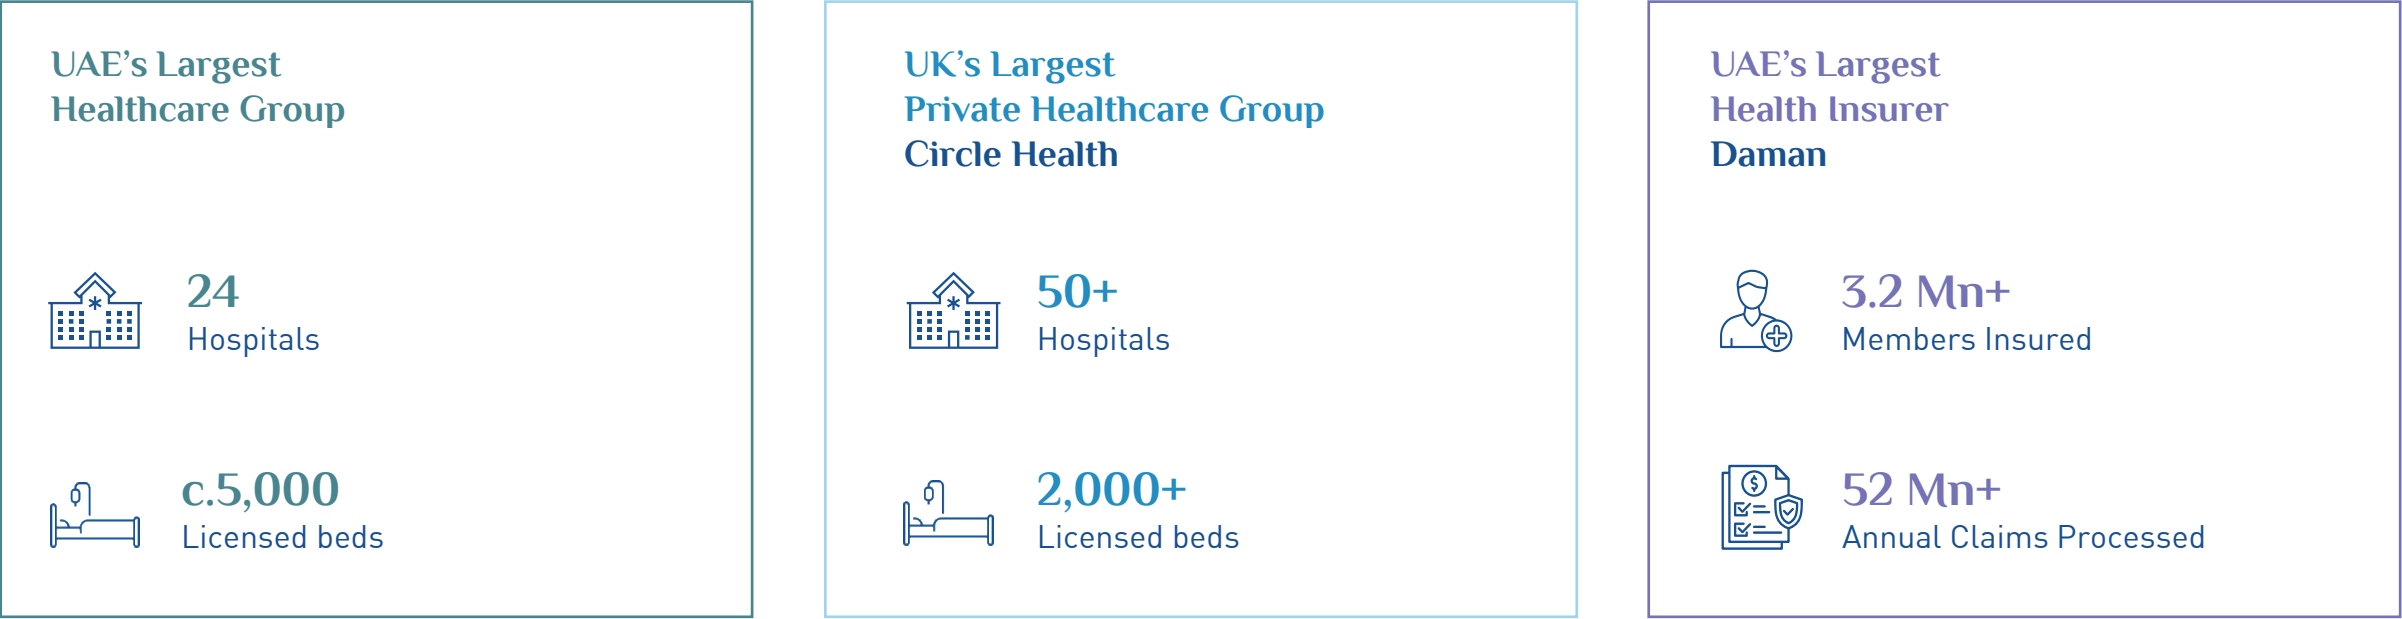 UAE’s Largest
Healthcare Group
24
Hospitals
c.5,000
Licensed beds
UK’s Largest
Private Healthcare Group
Circle Health
50+
Hospitals
2,000+
Licensed beds
UAE’s Largest
Health Insurer
Daman
3.2 Mn+
Members Insured
$
52 Mn+
Annual Claims Processed